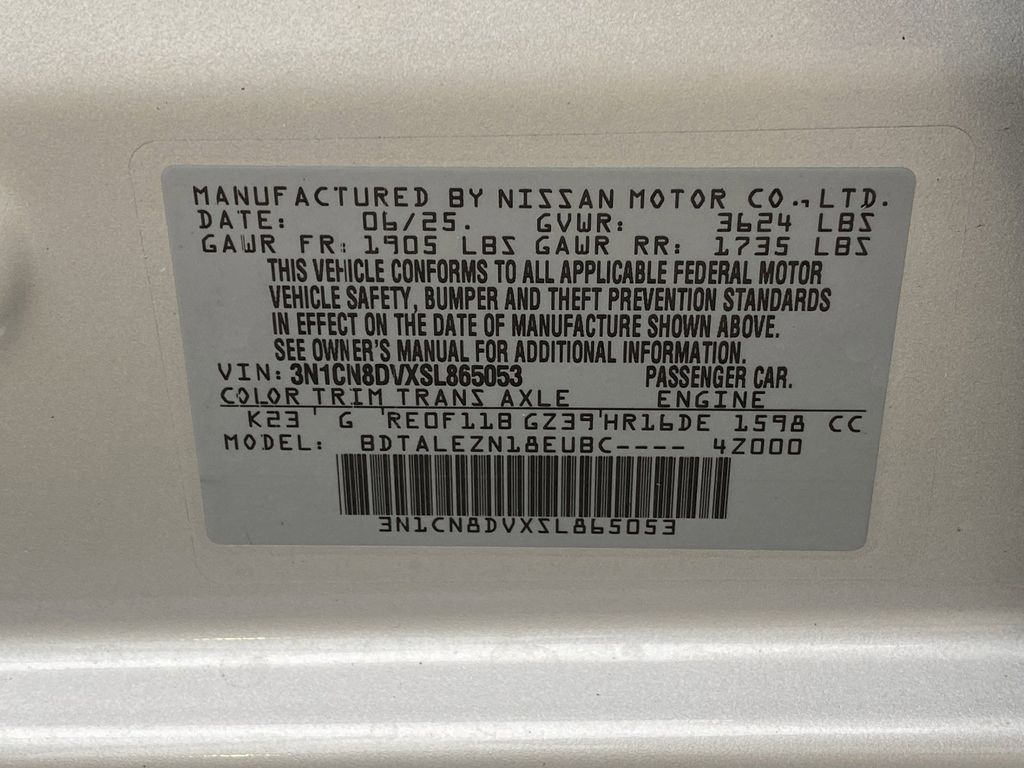 MANUFACTURED BY NISSAN MOTOR CO., LTD.
DATE: 06/25. GVWR: 3624 LBS
GAWR FR: 1905 LBS GAWR RR: 1735 LBS
THIS VEHICLE CONFORMS TO ALL APPLICABLE FEDERAL MOTOR
VEHICLE SAFETY, BUMPER AND THEFT PREVENTION STANDARDS
IN EFFECT ON THE DATE OF MANUFACTURE SHOWN ABOVE.
SEE OWNER'S MANUAL FOR ADDITIONAL INFORMATION.
VIN: 3N1CN8DVXSL865053 PASSENGER CAR.
COLOR TRIM TRANS AXLE ENGINE
K23 G RE0F11B GZ39 HR16DE 1598 CC
MODEL: BDTALEZN18EUBC---- 4Z000
3N1CN8DVXSL865053